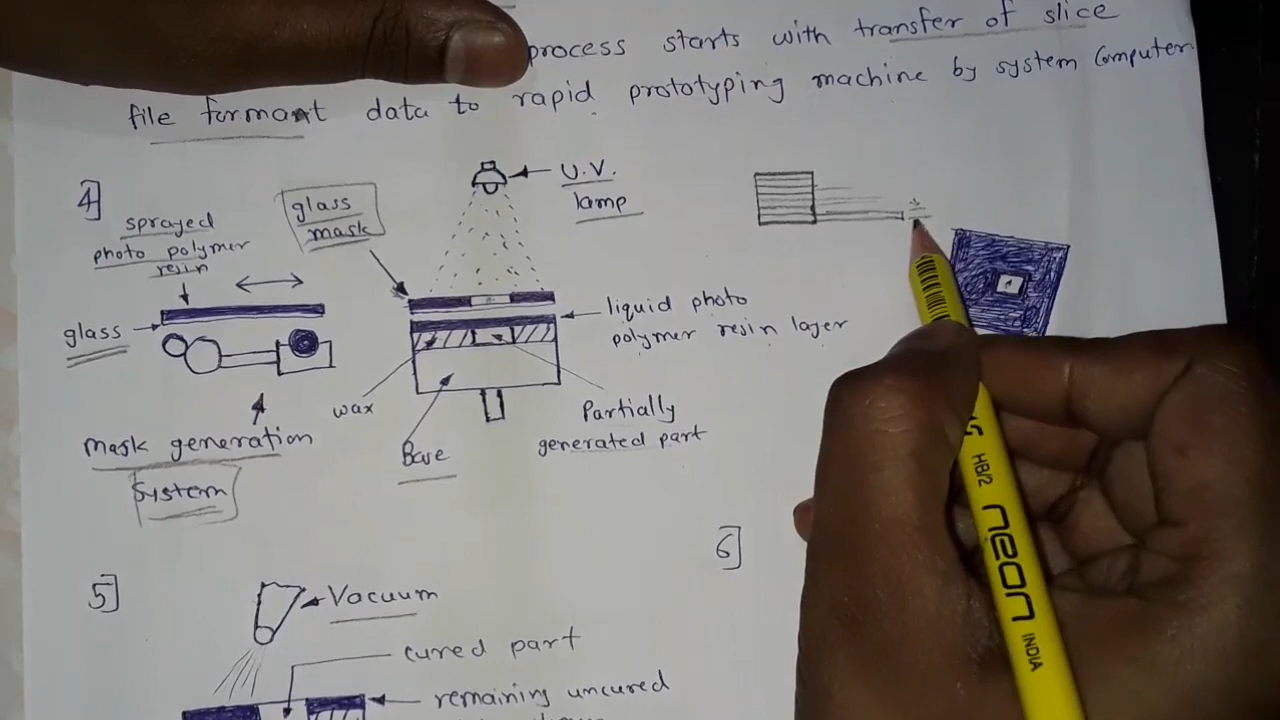 process starts with transfer of slice
file formant data to rapid prototyping machine by system Computer
4]
sprayed
photo polymer
resin
glass
mask
U.V.
lamp
glass
liquid photo
polymer resin layer
wax
Partially
generated part
Base
mask generation
system
5]
Vacuum
cured part
remaining uncured
6]
HB/2 neon INDIA